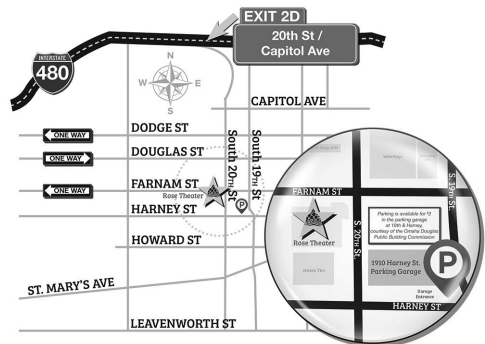 EXIT 2D
20th St /
Capitol Ave
INTERSTATE
480
N
W E
S
CAPITOL AVE
DODGE ST
ONE WAY
DOUGLAS ST
ONE WAY
South 20TH St.
South 19TH St.
FARNAM ST
ONE WAY
Rose Theater
P
HARNEY ST
HOWARD ST
ST. MARY'S AVE
LEAVENWORTH ST
FARNAM ST
S. 19TH St.
S. 20TH St.
Rose Theater
Parking is available for $2
in the parking garage
at 19th & Harney,
courtesy of the Omaha Douglas
Public Building Commission
1910 Harney St.
Parking Garage
P
Garage
Entrance
HARNEY ST